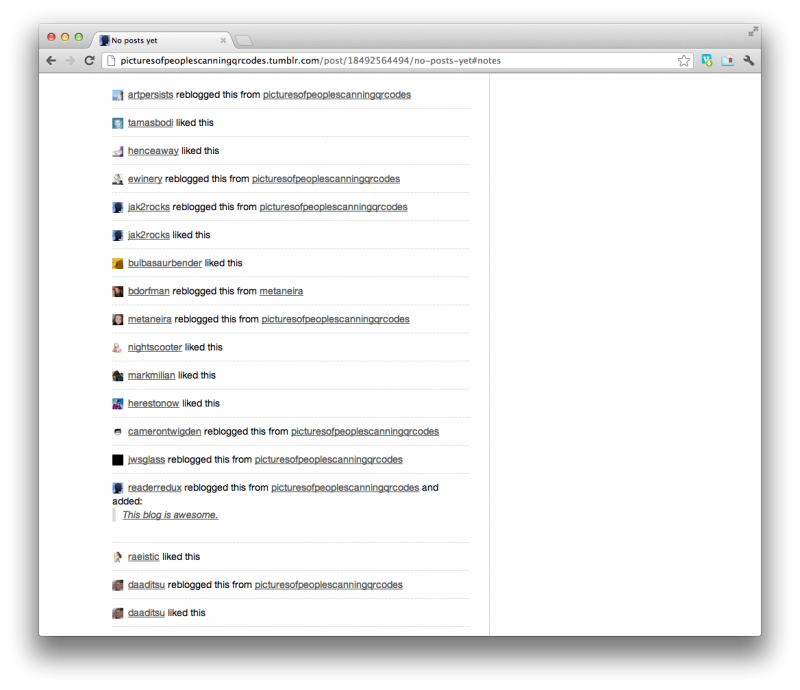 No posts yet
picturesofpeoplescanningqrcodes.tumblr.com/post/18492564494/no-posts-yet#notes
artpersists reblogged this from picturesofpeoplescanningqrcodes
tamasbodi liked this
henceaway liked this
ewinery reblogged this from picturesofpeoplescanningqrcodes
jak2rocks reblogged this from picturesofpeoplescanningqrcodes
jak2rocks liked this
bulbasaurbender liked this
bdorfman reblogged this from metaneira
metaneira reblogged this from picturesofpeoplescanningqrcodes
nightscooter liked this
markmilian liked this
herestonow liked this
camerontwigden reblogged this from picturesofpeoplescanningqrcodes
jwsglass reblogged this from picturesofpeoplescanningqrcodes
readerredux reblogged this from picturesofpeoplescanningqrcodes and
added:
This blog is awesome.
raeistic liked this
daaditsu reblogged this from picturesofpeoplescanningqrcodes
daaditsu liked this